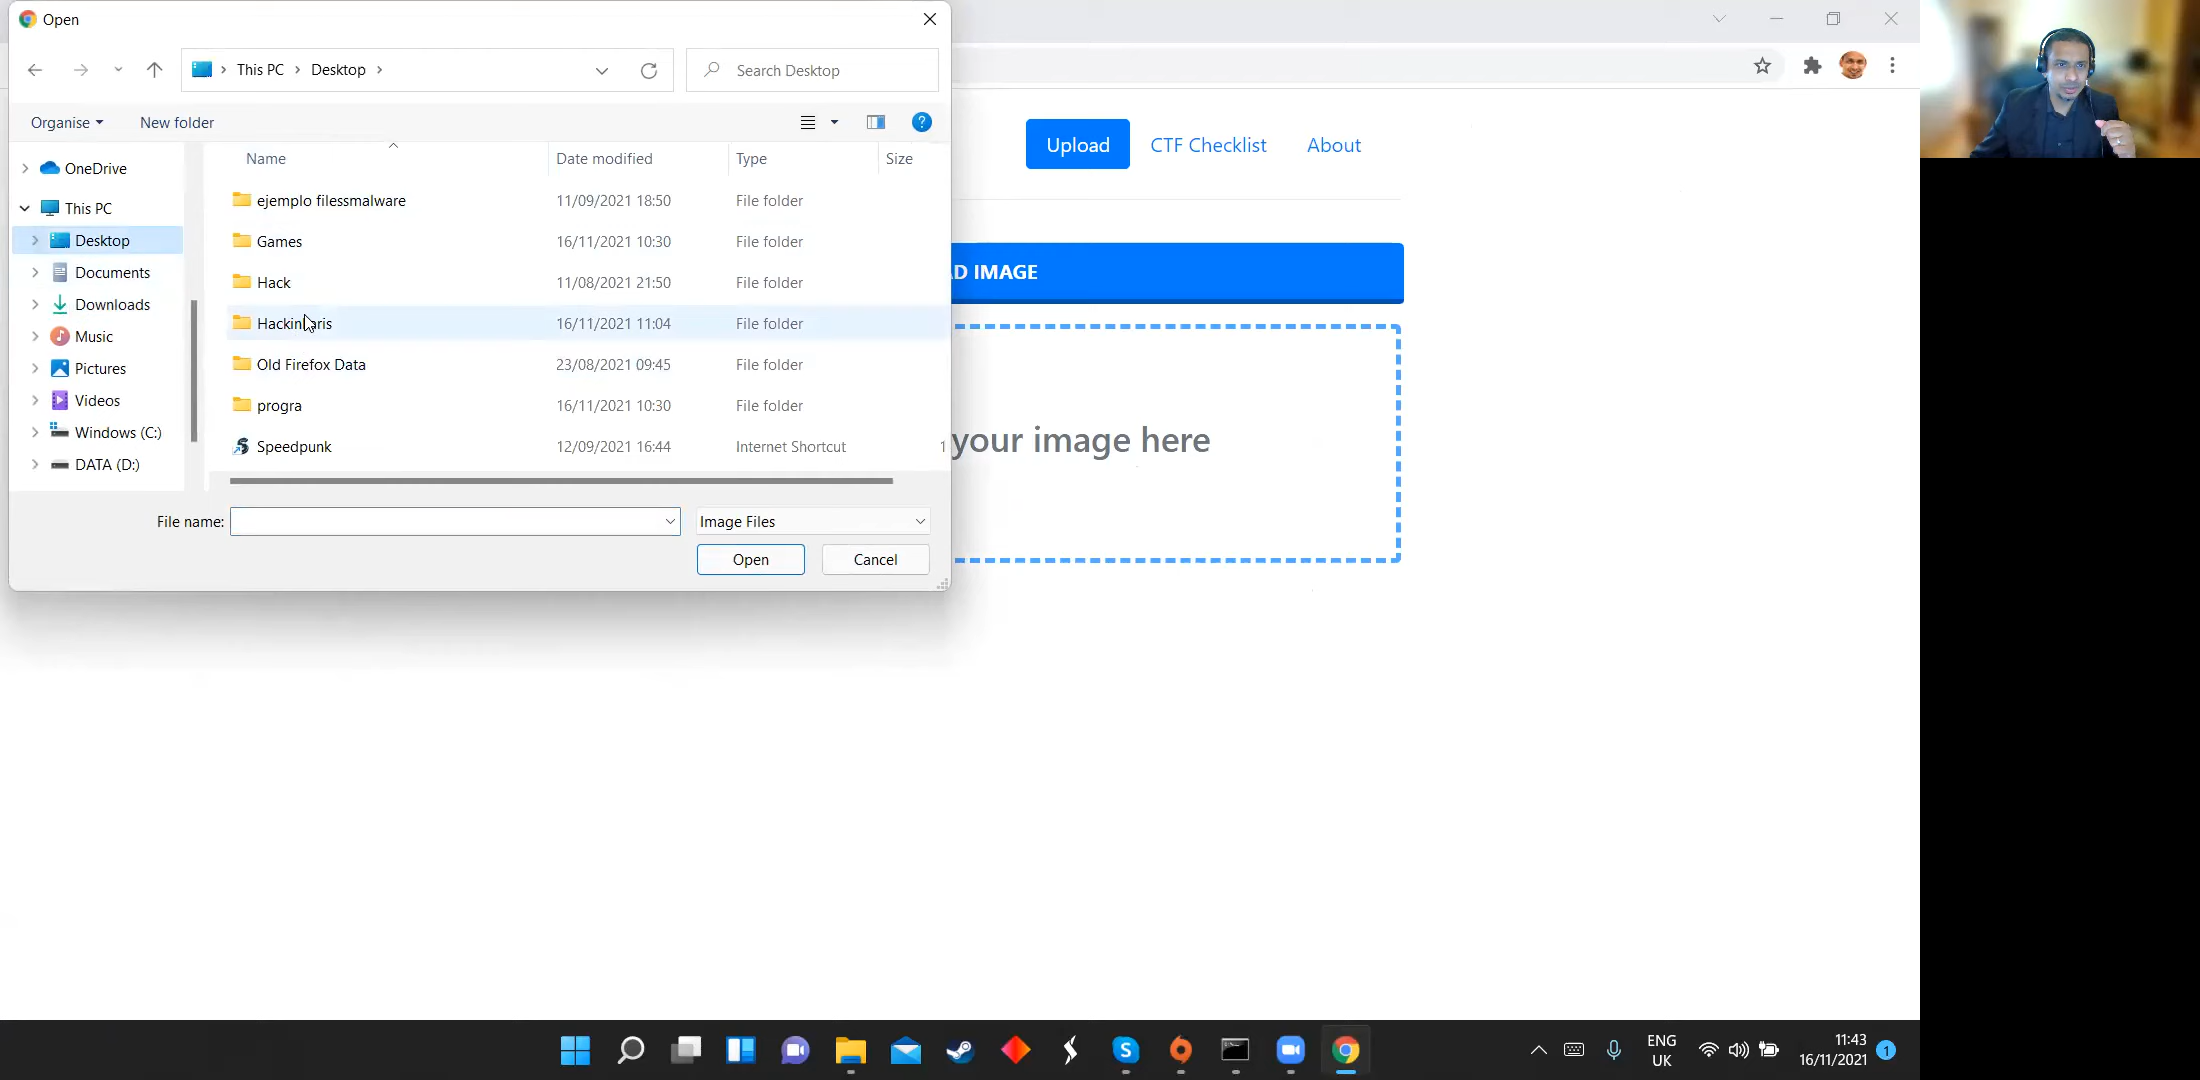 Open
This PC > Desktop >
Search Desktop
Organise
New folder
Upload
CTF Checklist
About
Name
Date modified
Type
Size
OneDrive
This PC
Desktop
Documents
Downloads
Music
Pictures
Videos
Windows (C:)
DATA (D:)
ejemplo filessmalware 11/09/2021 18:50 File folder
Games 16/11/2021 10:30 File folder
Hack 11/08/2021 21:50 File folder
16/11/2021 11:04 File folder
Old Firefox Data 23/08/2021 09:45 File folder
progra 16/11/2021 10:30 File folder
Speedpunk 12/09/2021 16:44 Internet Shortcut 1
IMAGE
your image here
File name:
Image Files
Open
Cancel
ENG
UK
11:43
16/11/2021
1